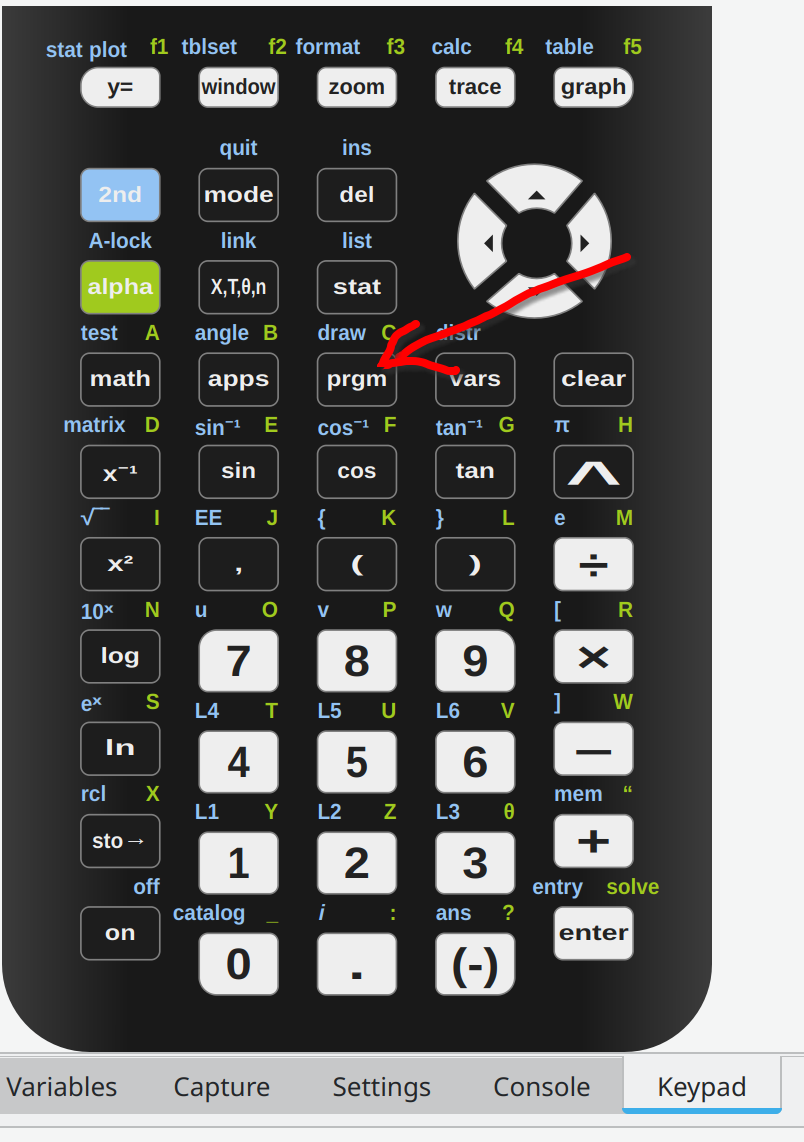 stat plot f1 tblset f2 format f3 calc f4 table f5
y= window zoom trace graph
quit ins
2nd mode del
A-lock link list
alpha X,T,θ,n stat
test A angle B draw C distr
math apps prgm vars clear
matrix D sin⁻¹ E cos⁻¹ F tan⁻¹ G π H
x⁻¹ sin cos tan ^
√‾‾ I EE J { K } L e M
x² , ( ) ÷
10ˣ N u O v P w Q [ R
log 7 8 9 ×
eˣ S L4 T L5 U L6 V ] W
ln 4 5 6 —
rcl X L1 Y L2 Z L3 θ mem “
sto→ 1 2 3 +
off catalog _ i : ans ? entry solve
on 0 . (-) enter
Variables Capture Settings Console Keypad